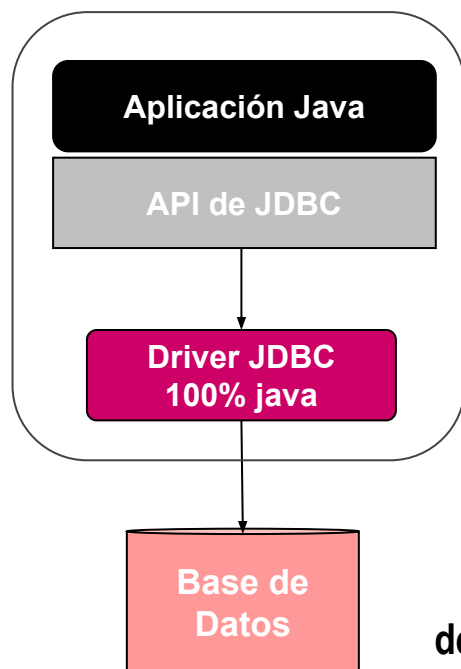 Aplicación Java
API de JDBC
Driver JDBC
100% java
Base de
Datos